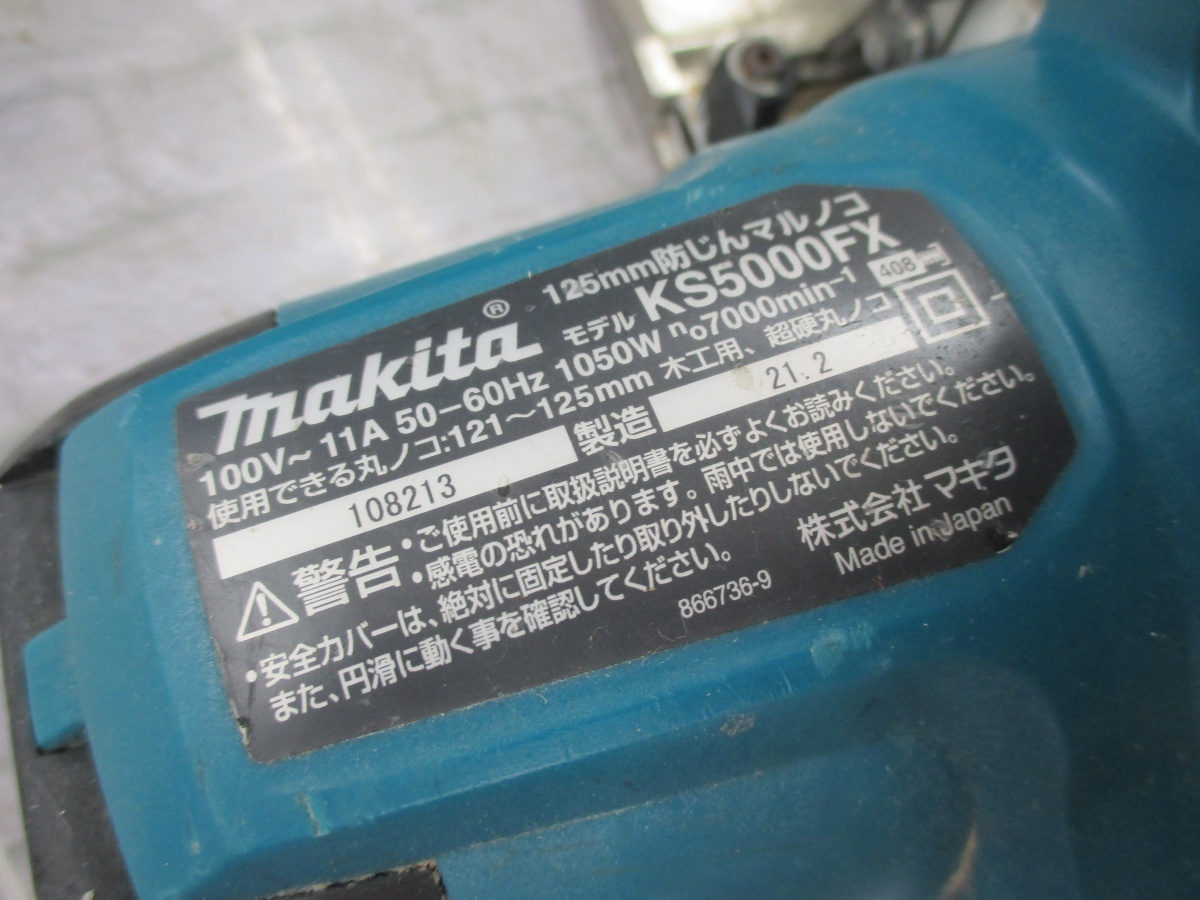 makita®
125mm防じんマルノコ
モデル KS5000FX
100V～ 11A 50-60Hz 1050W n₀7000min⁻¹ 408
使用できる丸ノコ:121～125mm 木工用、超硬丸ノコ
108213 製造 21.2
警告
・ご使用前に取扱説明書を必ずよくお読みください。
・感電の恐れがあります。雨中では使用しないでください。
・安全カバーは、絶対に固定したり取り外したりしないでください。
また、円滑に動く事を確認してください。
866736-9
株式会社 マキタ
Made in Japan